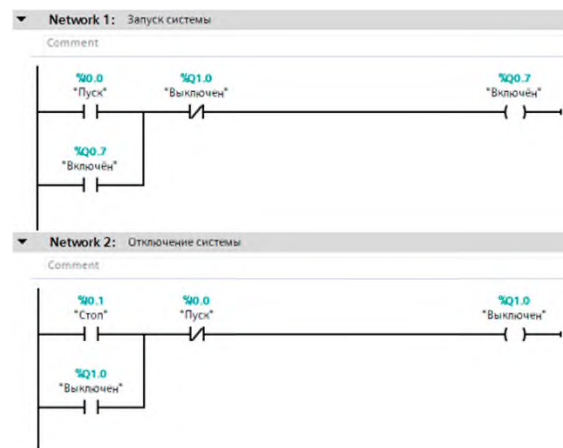 Network 1: Запуск системы
Comment
%I0.0 %Q1.0 %Q0.7
"Пуск" "Выключен" "Включён"
%Q0.7
"Включён"
Network 2: Отключение системы
Comment
%I0.1 %I0.0 %Q1.0
"Стоп" "Пуск" "Выключен"
%Q1.0
"Выключен"